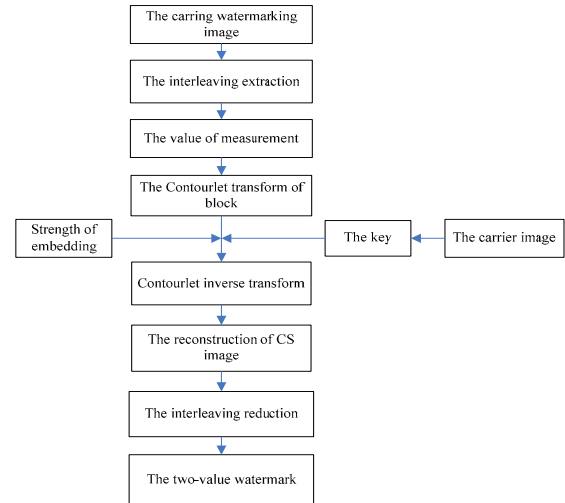 The carring watermarking
image
The interleaving extraction
The value of measurement
The Contourlet transform of
block
Strength of
embedding
The key
The carrier image
Contourlet inverse transform
The reconstruction of CS
image
The interleaving reduction
The two-value watermark